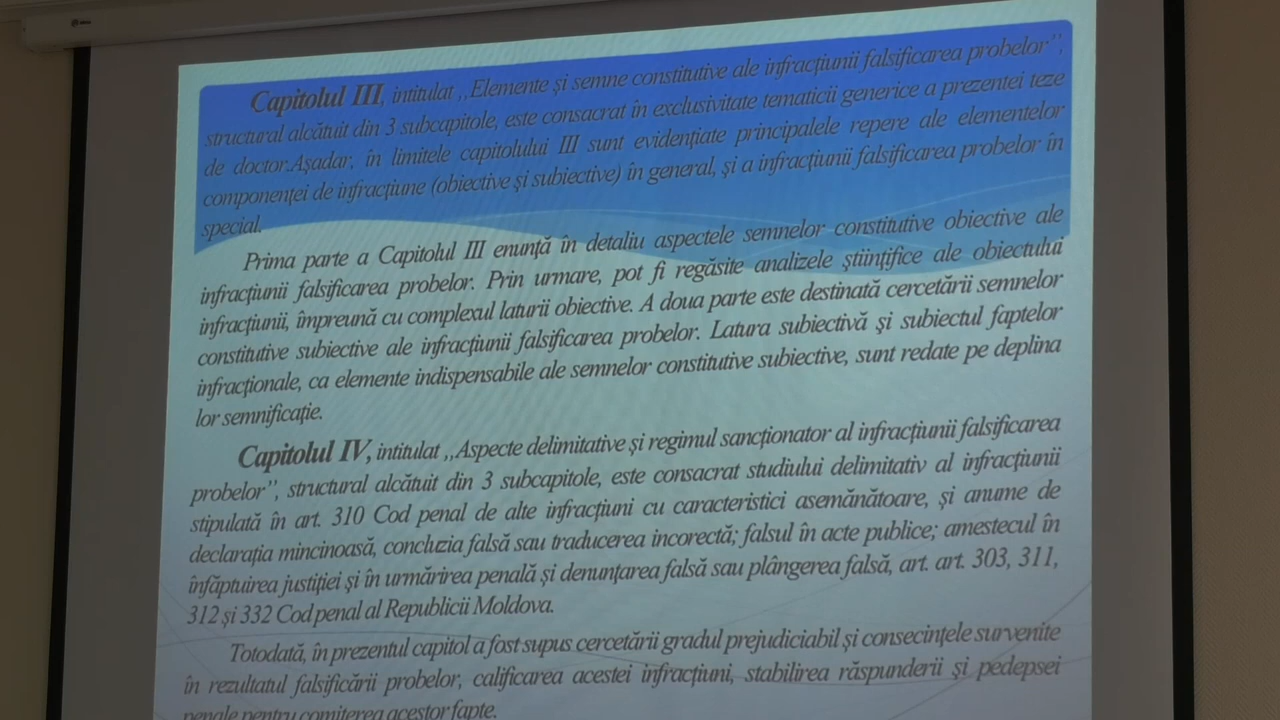 Capitolul III, intitulat ,,Elemente și semne constitutive ale infracțiunii falsificarea probelor”,
structural alcătuit din 3 subcapitole, este consacrat în exclusivitate tematicii generice a prezentei teze
de doctor.Așadar, în limitele capitolului III sunt evidențiate principalele repere ale elementelor
componenței de infracțiune (obiective și subiective) în general, și a infracțiunii falsificarea probelor în
special.
Prima parte a Capitolul III enunță în detaliu aspectele semnelor constitutive obiective ale
infracțiunii falsificarea probelor. Prin urmare, pot fi regăsite analizele științifice ale obiectului
infracțiunii, împreună cu complexul laturii obiective. A doua parte este destinată cercetării semnelor
constitutive subiective ale infracțiunii falsificarea probelor. Latura subiectivă și subiectul faptelor
infracționale, ca elemente indispensabile ale semnelor constitutive subiective, sunt redate pe deplina
lor semnificație.
Capitolul IV, intitulat ,,Aspecte delimitative și regimul sancționator al infracțiunii falsificarea
probelor”, structural alcătuit din 3 subcapitole, este consacrat studiului delimitativ al infracțiunii
stipulată în art. 310 Cod penal de alte infracțiuni cu caracteristici asemănătoare, și anume de
declarația mincinoasă, concluzia falsă sau traducerea incorectă; falsul în acte publice; amestecul în
înfăptuirea justiției și în urmărirea penală și denunțarea falsă sau plângerea falsă, art. art. 303, 311,
312 și 332 Cod penal al Republicii Moldova.
Totodată, în prezentul capitol a fost supus cercetării gradul prejudiciabil și consecințele survenite
în rezultatul falsificării probelor, calificarea acestei infracțiuni, stabilirea răspunderii și pedepsei
penale pentru comiterea acestor fapte.